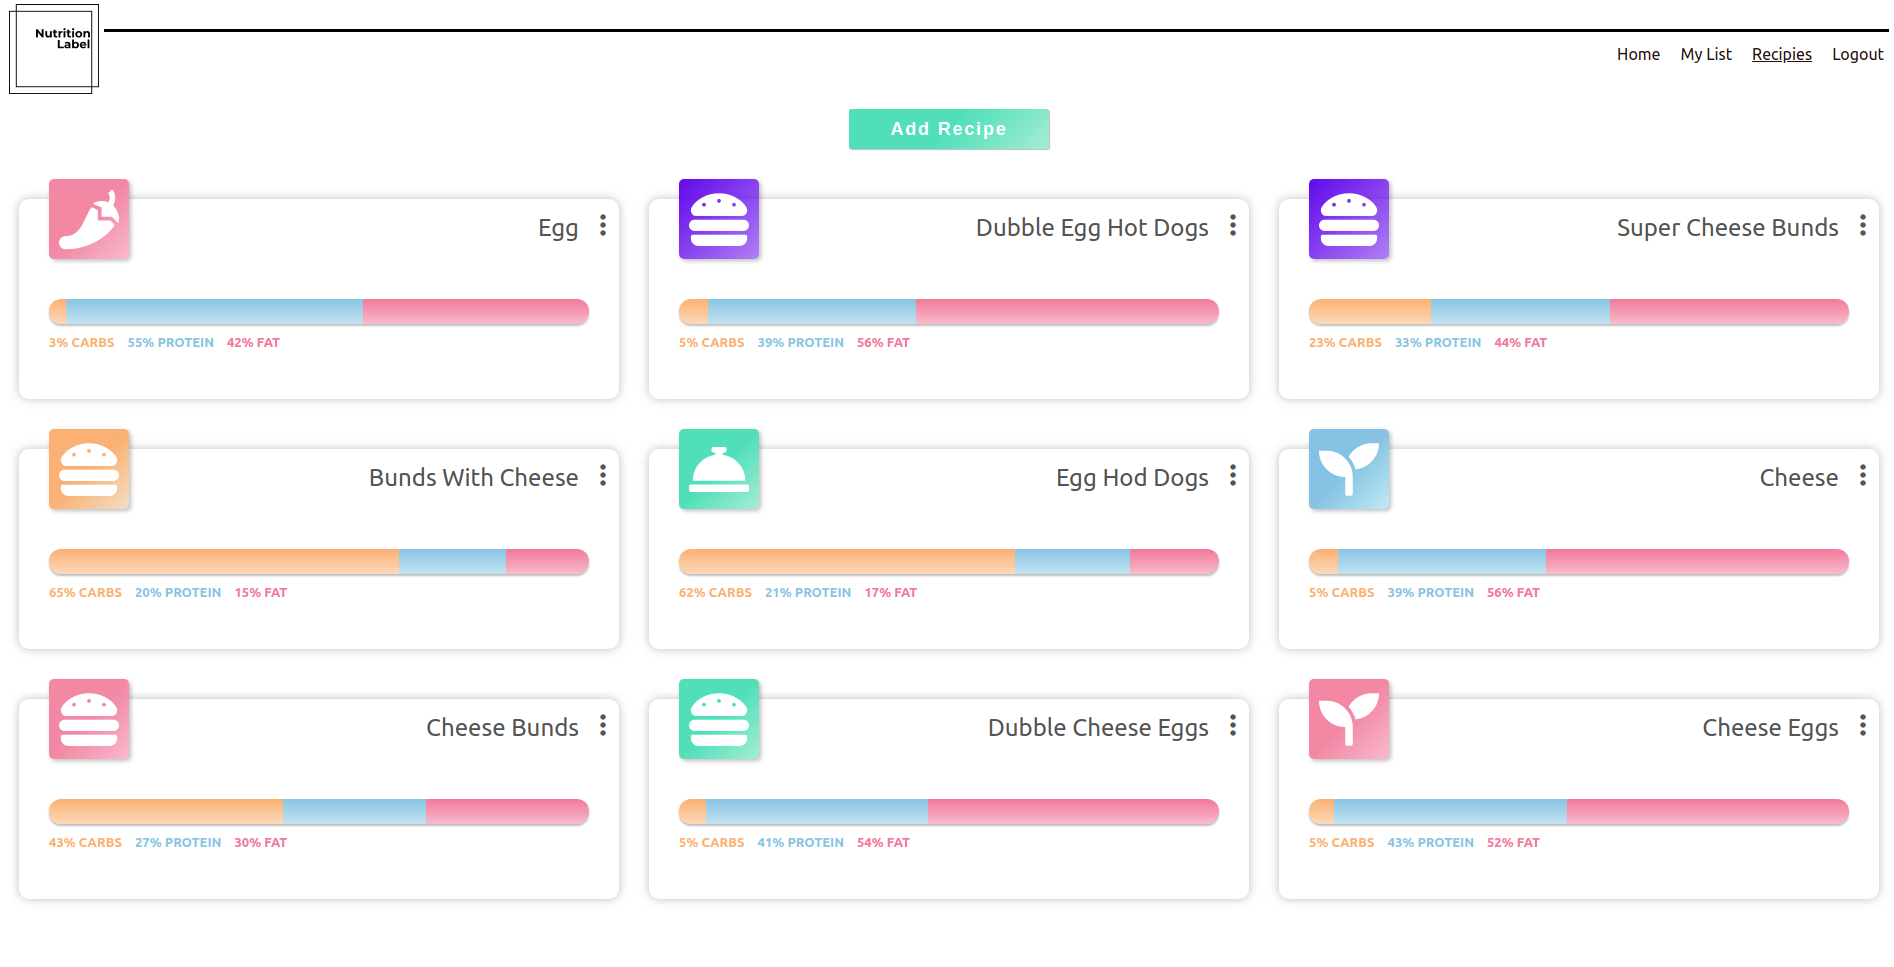 Nutrition
Label
Home My List Recipies Logout
Add Recipe
Egg
3% CARBS 55% PROTEIN 42% FAT
Dubble Egg Hot Dogs
5% CARBS 39% PROTEIN 56% FAT
Super Cheese Bunds
23% CARBS 33% PROTEIN 44% FAT
Bunds With Cheese
65% CARBS 20% PROTEIN 15% FAT
Egg Hod Dogs
62% CARBS 21% PROTEIN 17% FAT
Cheese
5% CARBS 39% PROTEIN 56% FAT
Cheese Bunds
43% CARBS 27% PROTEIN 30% FAT
Dubble Cheese Eggs
5% CARBS 41% PROTEIN 54% FAT
Cheese Eggs
5% CARBS 43% PROTEIN 52% FAT